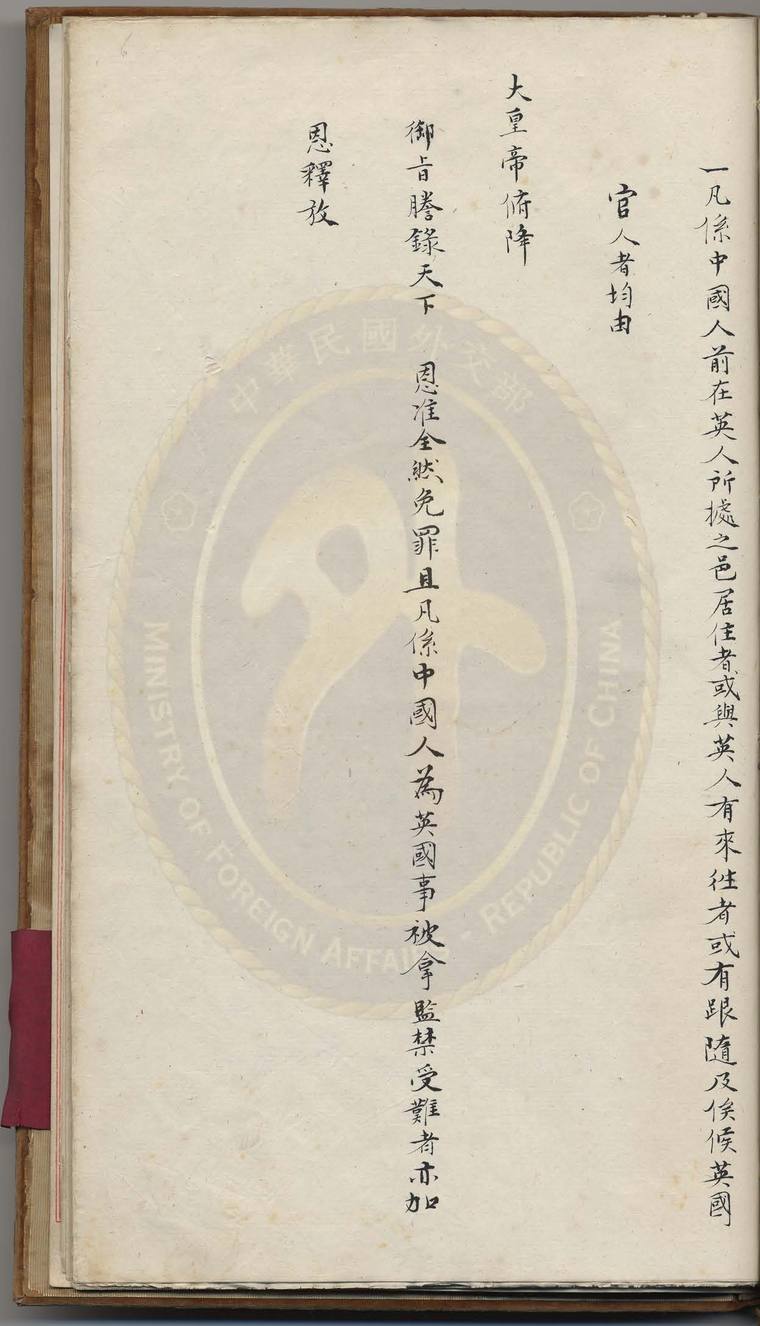 一凡係中國人前在英人所據之邑居住者或與英人有來往者或有跟隨及俟候英國
官人者均由
大皇帝俯降
御旨謄錄天下 恩准全然免罪且凡係中國人為英國事被拿監禁受難者亦加
恩釋放
中華民國外交部
MINISTRY OF FOREIGN AFFAIRS - REPUBLIC OF CHINA
外
6